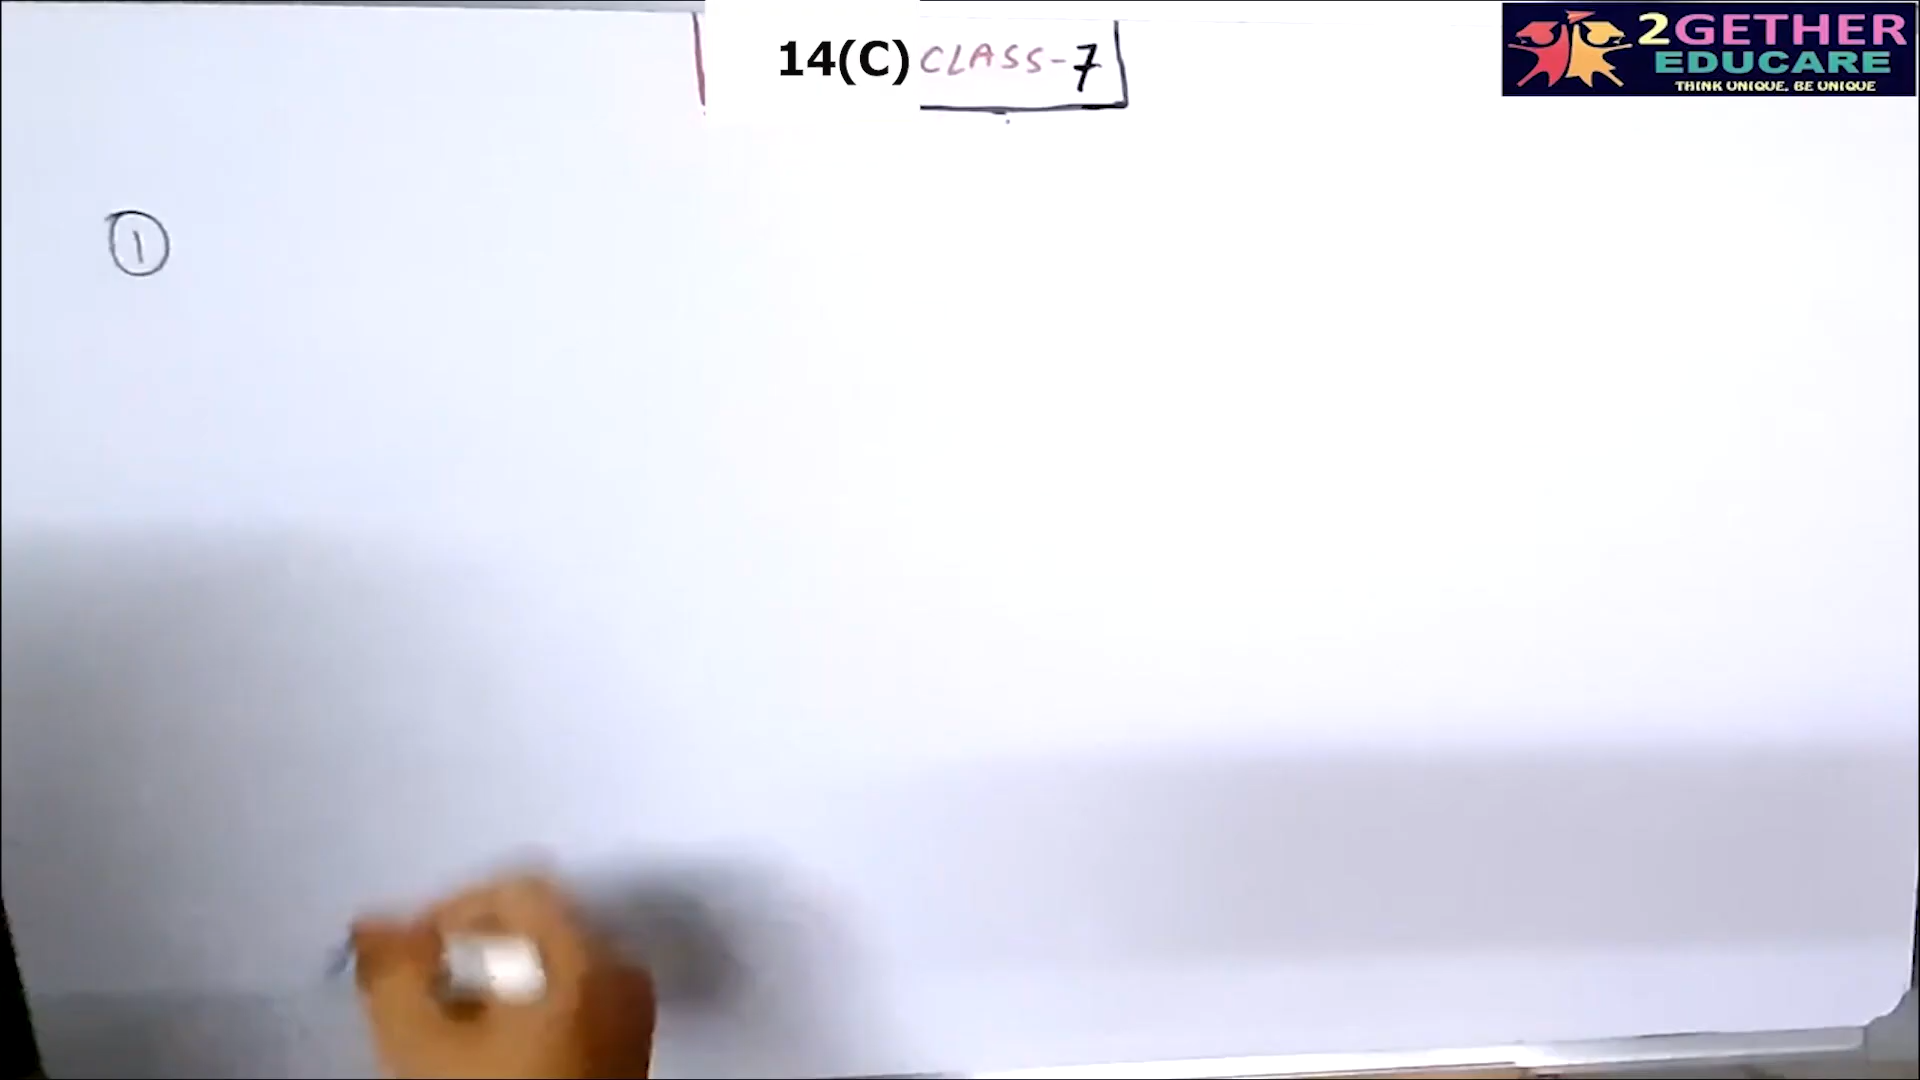 14(C) CLASS-7
2GETHER
EDUCARE
THINK UNIQUE. BE UNIQUE
1